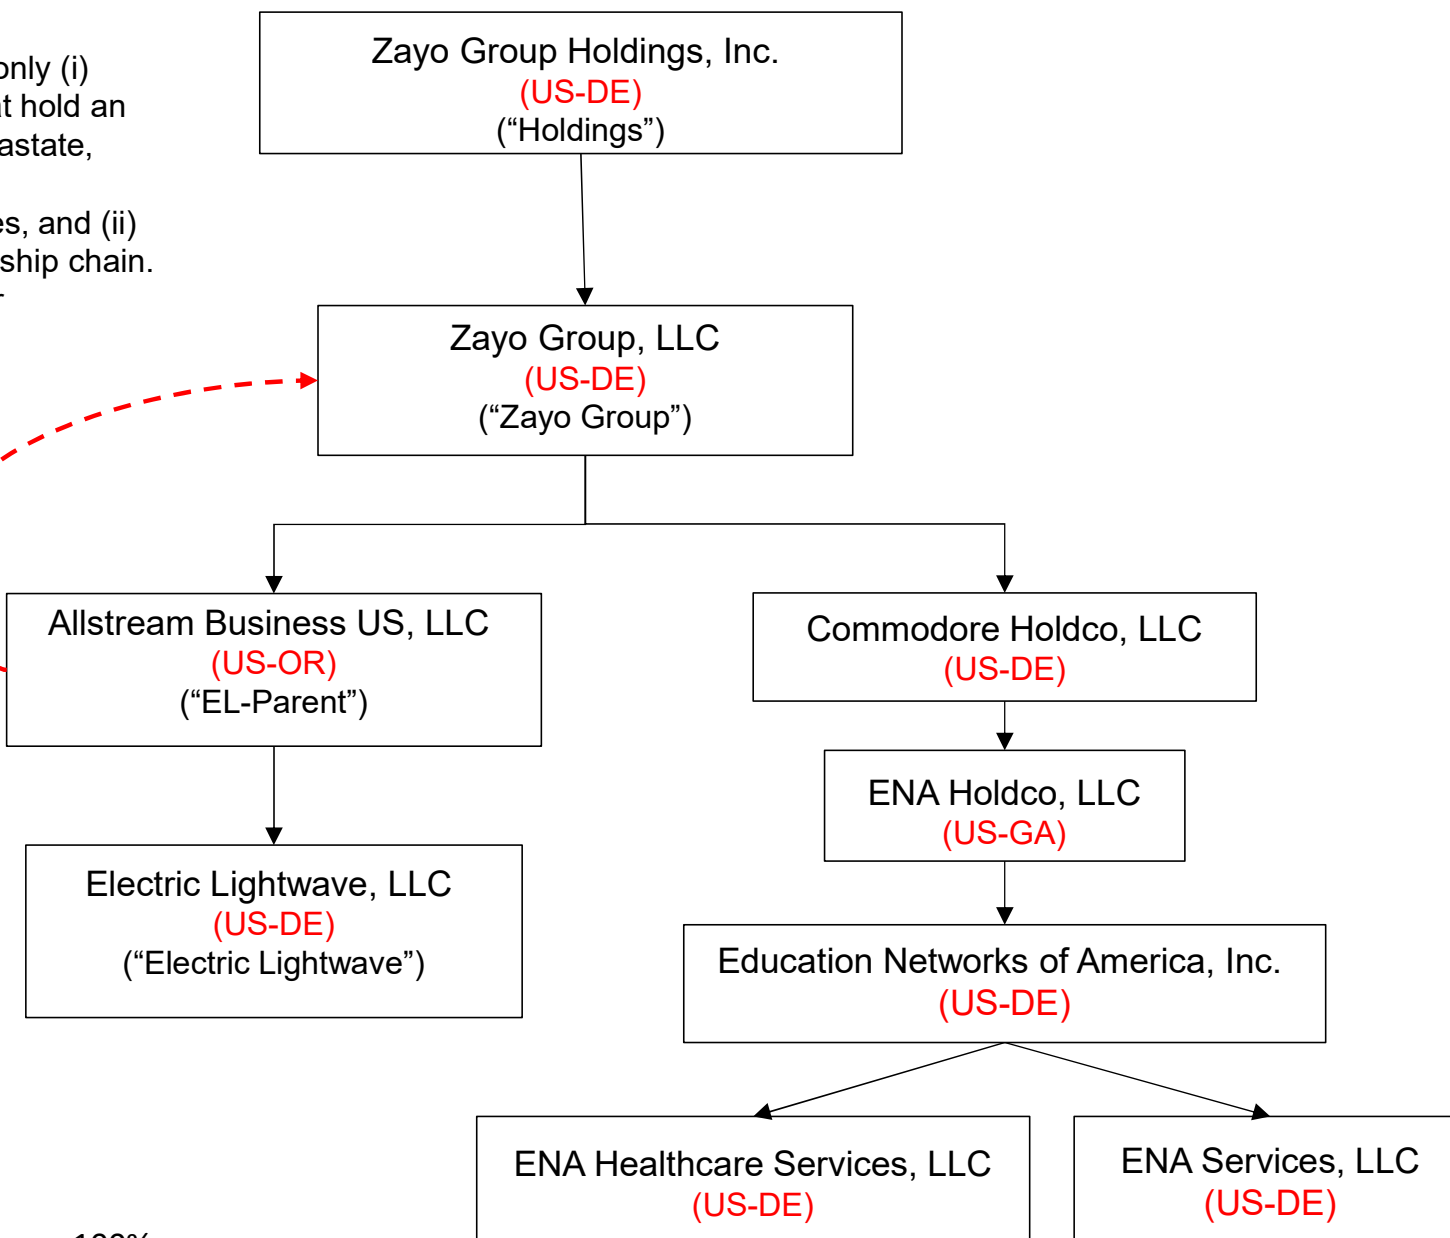 Zayo Group Holdings, Inc.
(US-DE)
(“Holdings”)
only (i)
hold an
es, and (ii)
ship chain.
Zayo Group, LLC
(US-DE)
(“Zayo Group”)
Allstream Business US, LLC
(US-OR)
(“EL-Parent”)
Commodore Holdco, LLC
(US-DE)
ENA Holdco, LLC
(US-GA)
Electric Lightwave, LLC
(US-DE)
(“Electric Lightwave”)
Education Networks of America, Inc.
(US-DE)
ENA Healthcare Services, LLC
(US-DE)
ENA Services, LLC
(US-DE)
100%